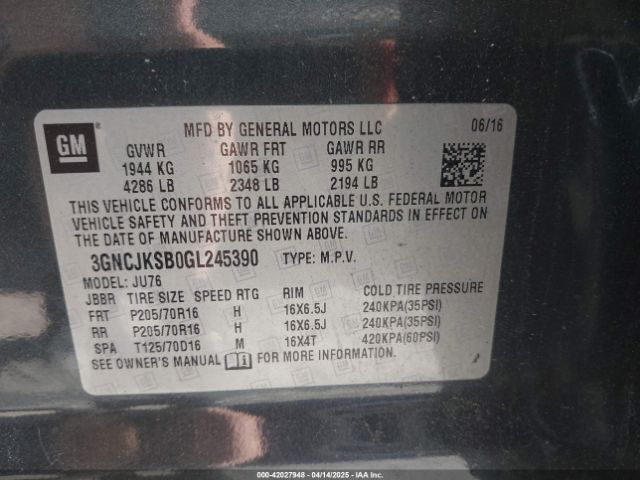 GM
MFD BY GENERAL MOTORS LLC 06/16
GVWR GAWR FRT GAWR RR
1944 KG 1065 KG 995 KG
4286 LB 2348 LB 2194 LB
THIS VEHICLE CONFORMS TO ALL APPLICABLE U.S. FEDERAL MOTOR
VEHICLE SAFETY AND THEFT PREVENTION STANDARDS IN EFFECT ON
THE DATE OF MANUFACTURE SHOWN ABOVE.
3GNCJKSB0GL245390 TYPE: M.P.V.
MODEL: JU76
JBBR TIRE SIZE SPEED RTG RIM COLD TIRE PRESSURE
FRT P205/70R16 H 16X6.5J 240KPA(35PSI)
RR P205/70R16 H 16X6.5J 240KPA(35PSI)
SPA T125/70D16 M 16X4T 420KPA(60PSI)
SEE OWNER'S MANUAL FOR MORE INFORMATION
000-42027948 - 04/14/2025 - IAAI.COM